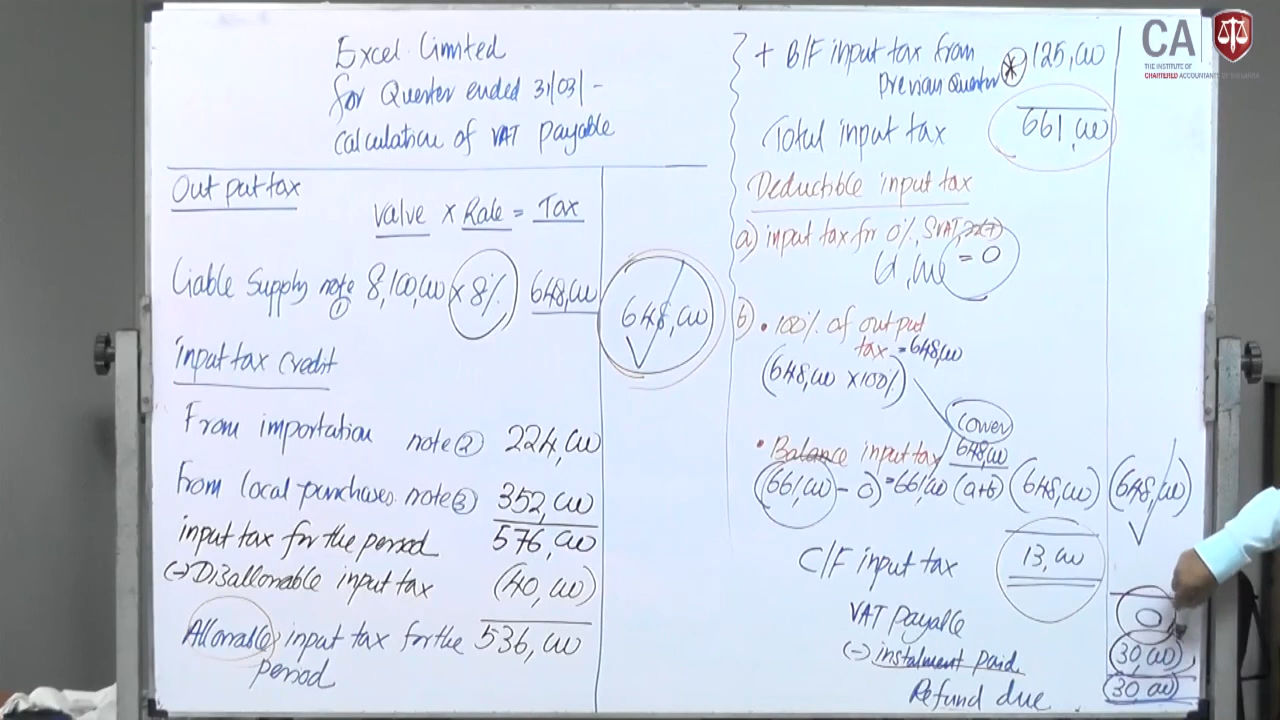 Excel Limited
for Quarter ended 31/03/-
Calculation of VAT payable
Out put tax
Value x Rate = Tax
Liable Supply note ① 8,100,000 x 8% 648,000
648,000
Input tax credit
From importation note ② 224,000
from local purchases note ③ 352,000
input tax for the period 576,000
(-) Disallowable input tax (40,000)
Allowable input tax for the 536,000
period
+ B/F input tax from
Previous Quarter * 125,000
Total input tax 661,000
Deductible input tax
a) input tax for 0%, SVAT,
= 0
b) • 100% of output
tax = 648,000
(648,000 x 100%)
Lower
• Balance input tax 648,000
(661,000 - 0) = 661,000 (a+b) (648,000) (648,000)
C/F input tax 13,000
VAT payable 0
(-) instalment paid (30,000)
Refund due (30,000)
CA
THE INSTITUTE OF
CHARTERED ACCOUNTANTS OF SRI LANKA